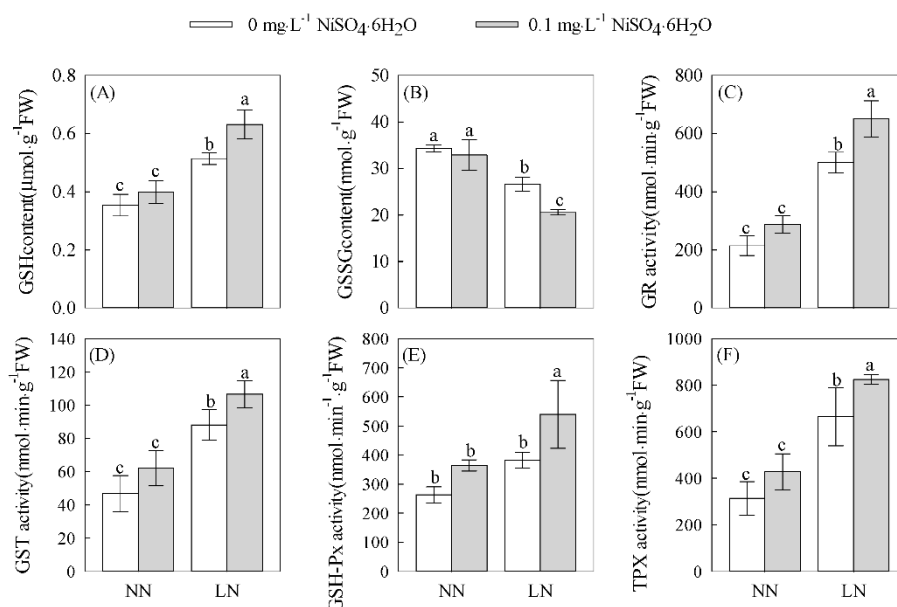 0 mg·L⁻¹ NiSO₄·6H₂O 0.1 mg·L⁻¹ NiSO₄·6H₂O
(A)
GSHcontent(μmol·g⁻¹FW)
0.8
0.6
0.4
0.2
0.0
c c b a
(B)
GSSGcontent(nmol·g⁻¹FW)
50
40
30
20
10
0
a a b c
(C)
GR activity(nmol·min·g⁻¹FW)
800
600
400
200
0
c c b a
(D)
GST activity(nmol·min·g⁻¹FW)
140
120
100
80
60
40
20
0
c c b a
NN LN
(E)
GSH-Px activity(nmol·min⁻¹·g⁻¹FW)
800
700
600
500
400
300
200
100
0
b b b a
NN LN
(F)
TPX activity(nmol·min·g⁻¹FW)
1000
800
600
400
200
0
c c b a
NN LN